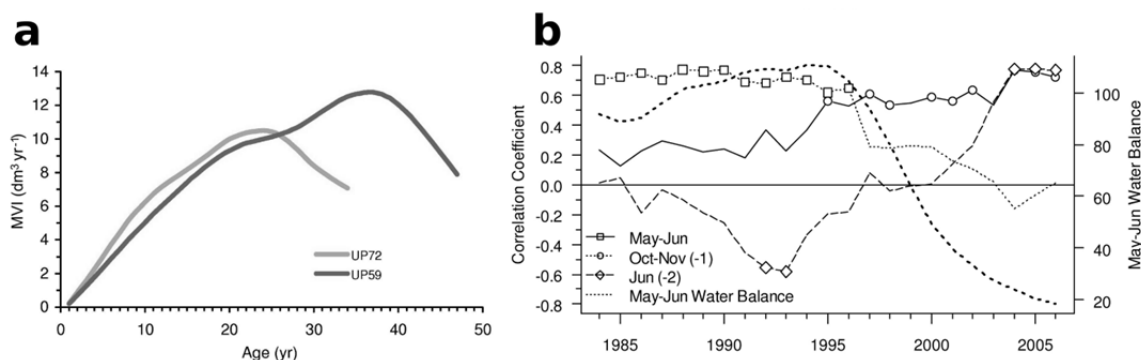 a
b
14
12
10
8
6
4
2
0
MVI (dm³ yr⁻¹)
UP72
UP59
0 10 20 30 40 50
Age (yr)
0.8
0.6
0.4
0.2
0.0
-0.2
-0.4
-0.6
-0.8
Correlation Coefficient
May-Jun
Oct-Nov (-1)
Jun (-2)
May-Jun Water Balance
100
80
60
40
20
May-Jun Water Balance
1985 1990 1995 2000 2005